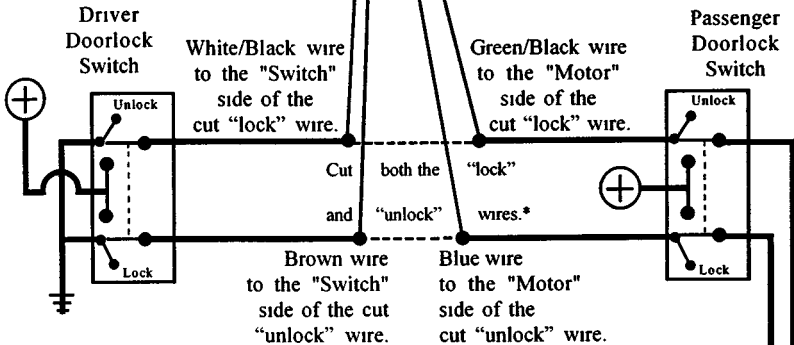 Driver
Doorlock
Switch
White/Black wire
to the "Switch"
side of the
cut "lock" wire.
Green/Black wire
to the "Motor"
side of the
cut "lock" wire.
Passenger
Doorlock
Switch
Unlock
Unlock
Cut both the "lock"
and "unlock" wires.*
Lock
Lock
Brown wire
to the "Switch"
side of the cut
"unlock" wire.
Blue wire
to the "Motor"
side of the
cut "unlock" wire.